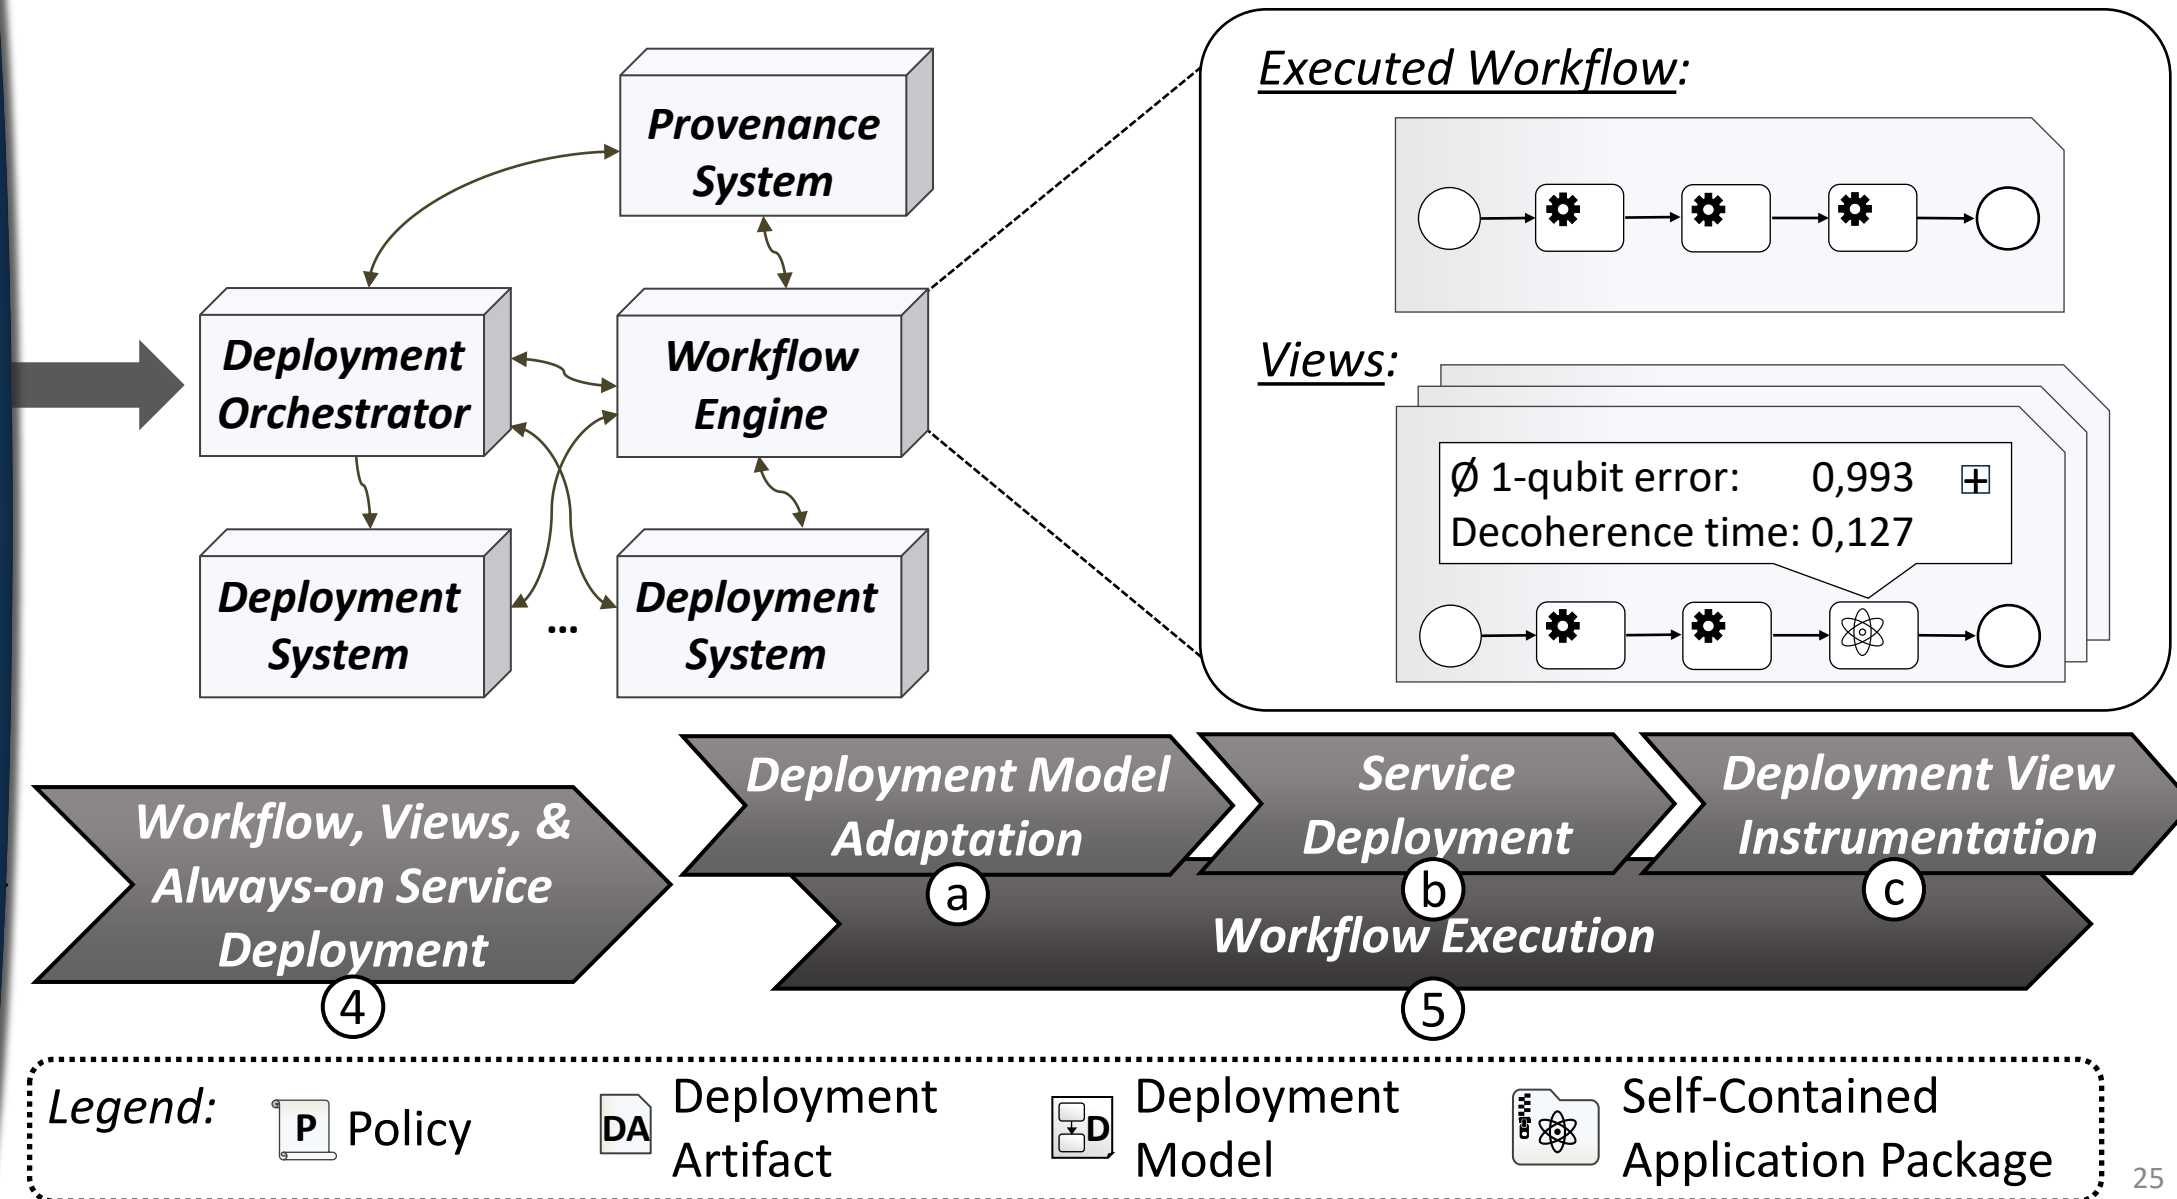 Provenance
System
Deployment
Orchestrator
Workflow
Engine
Deployment
System
...
Deployment
System
Executed Workflow:
Views:
Ø 1-qubit error: 0,993
Decoherence time: 0,127
Workflow, Views, &
Always-on Service
Deployment
4
Deployment Model
Adaptation
a
Service
Deployment
b
Deployment View
Instrumentation
c
Workflow Execution
5
Legend:
P Policy
DA Deployment
Artifact
D Deployment
Model
Self-Contained
Application Package
25